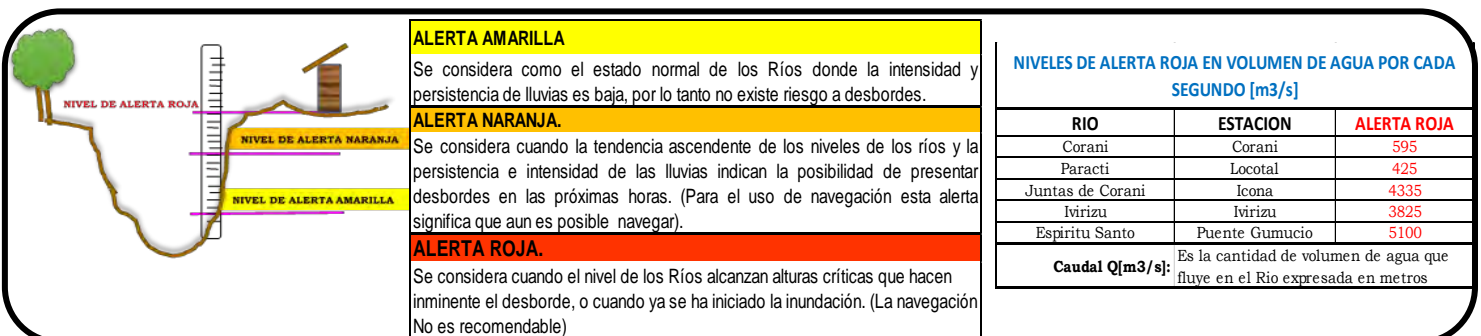 NIVEL DE ALERTA ROJA
NIVEL DE ALERTA NARANJA
NIVEL DE ALERTA AMARILLA
ALERTA AMARILLA
Se considera como el estado normal de los Ríos donde la intensidad y
persistencia de lluvias es baja, por lo tanto no existe riesgo a desbordes.
ALERTA NARANJA.
Se considera cuando la tendencia ascendente de los niveles de los ríos y la
persistencia e intensidad de las lluvias indican la posibilidad de presentar
desbordes en las próximas horas. (Para el uso de navegación esta alerta
significa que aun es posible navegar).
ALERTA ROJA.
Se considera cuando el nivel de los Ríos alcanzan alturas críticas que hacen
inminente el desborde, o cuando ya se ha iniciado la inundación. (La navegación
No es recomendable)
NIVELES DE ALERTA ROJA EN VOLUMEN DE AGUA POR CADA
SEGUNDO [m3/s]
RIO ESTACION ALERTA ROJA
Corani Corani 595
Paracti Locotal 425
Juntas de Corani Icona 4335
Ivirizu Ivirizu 3825
Espiritu Santo Puente Gumucio 5100
Caudal Q[m3/s]: Es la cantidad de volumen de agua que
fluye en el Rio expresada en metros